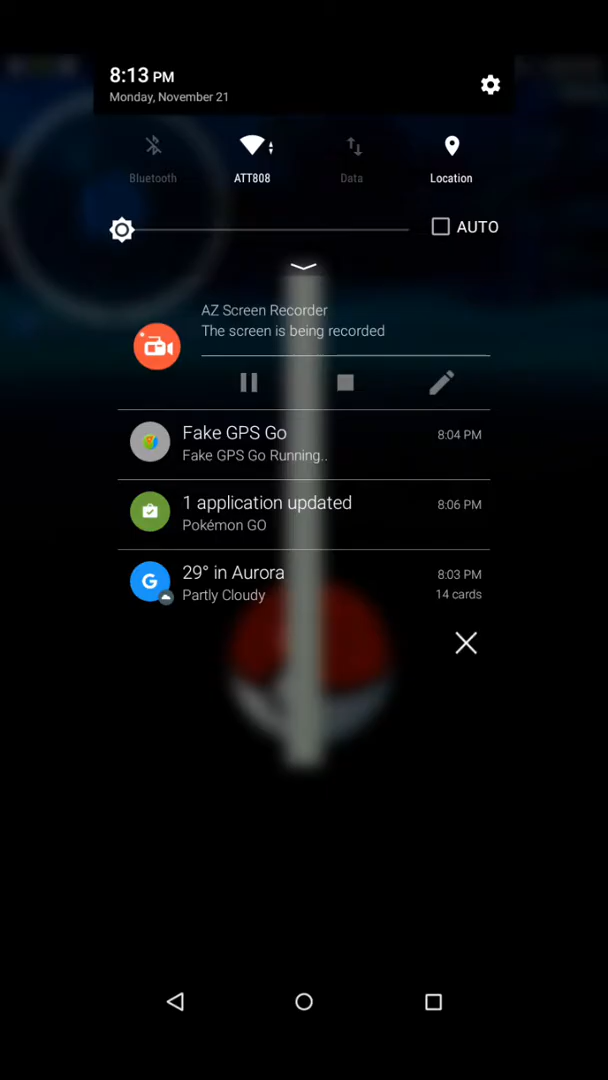 8:13 PM
Monday, November 21
Bluetooth
ATT808
Data
Location
AUTO
AZ Screen Recorder
The screen is being recorded
Fake GPS Go
8:04 PM
Fake GPS Go Running..
1 application updated
8:06 PM
Pokémon GO
29° in Aurora
8:03 PM
Partly Cloudy
14 cards